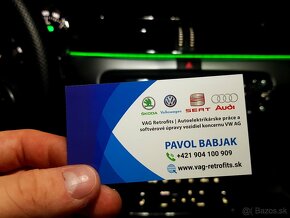 ŠKODA Volkswagen SEAT Audi
VAG Retrofits | Autoelektrikárske práce a
softvérové úpravy vozidiel koncernu VW AG
PAVOL BABJAK
+421 904 100 909
www.vag-retrofits.sk
Bazos.sk